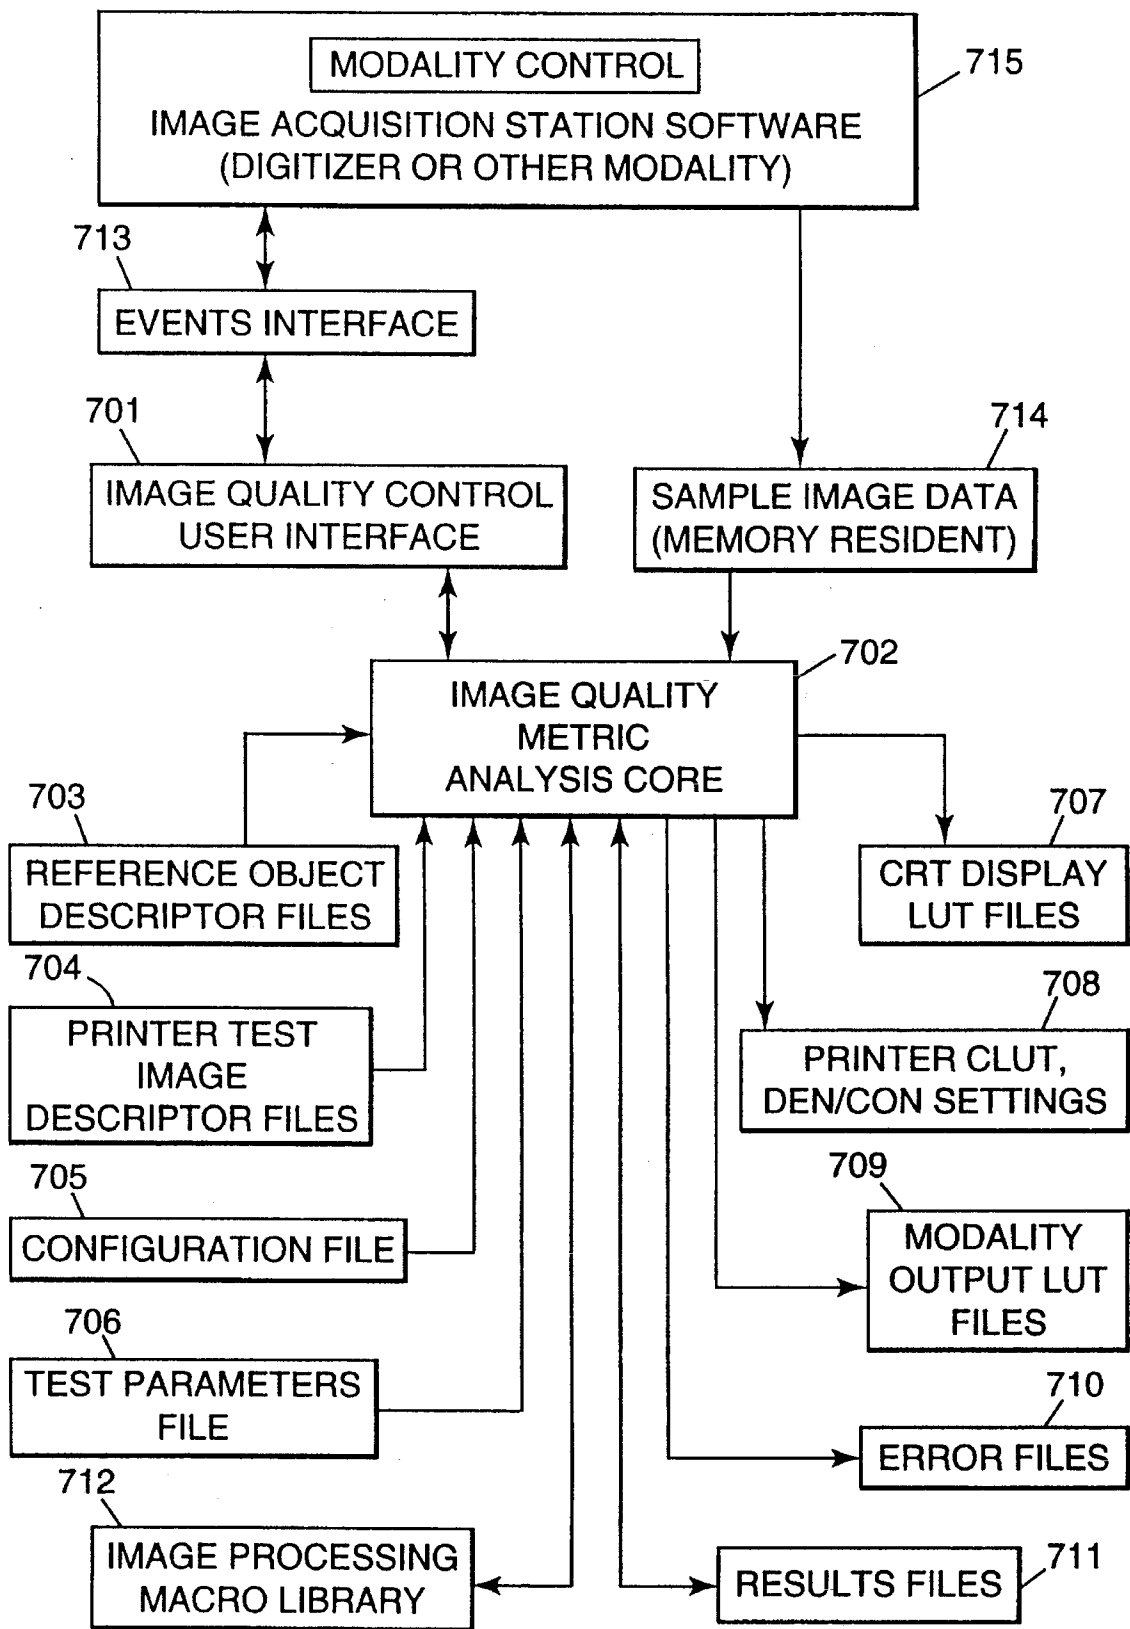 MODALITY CONTROL
IMAGE ACQUISITION STATION SOFTWARE
(DIGITIZER OR OTHER MODALITY)
715
713
EVENTS INTERFACE
701
IMAGE QUALITY CONTROL
USER INTERFACE
714
SAMPLE IMAGE DATA
(MEMORY RESIDENT)
702
IMAGE QUALITY
METRIC
ANALYSIS CORE
703
REFERENCE OBJECT
DESCRIPTOR FILES
707
CRT DISPLAY
LUT FILES
704
PRINTER TEST
IMAGE
DESCRIPTOR FILES
708
PRINTER CLUT,
DEN/CON SETTINGS
705
CONFIGURATION FILE
709
MODALITY
OUTPUT LUT
FILES
706
TEST PARAMETERS
FILE
710
ERROR FILES
712
IMAGE PROCESSING
MACRO LIBRARY
711
RESULTS FILES